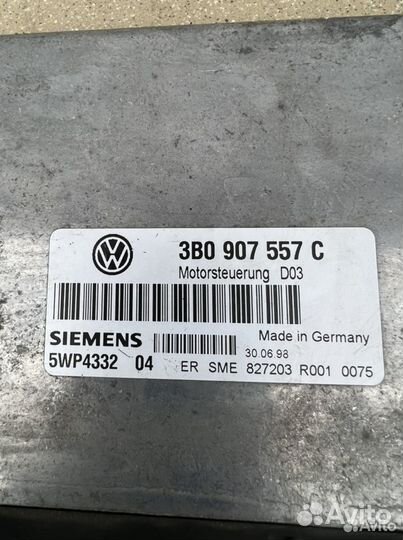 3B0 907 557 C
Motorsteuerung D03
SIEMENS
Made in Germany
30.06.98
5WP4332 04
ER SME 827203 R001 0075
Avito
Avito